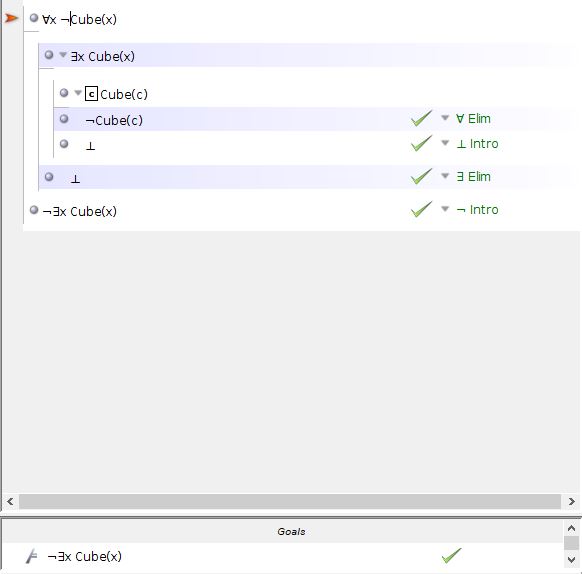 ∀x ¬Cube(x)
∃x Cube(x)
c Cube(c)
¬Cube(c) ∀ Elim
⊥ ⊥ Intro
⊥ ∃ Elim
¬∃x Cube(x) ¬ Intro
Goals
¬∃x Cube(x)